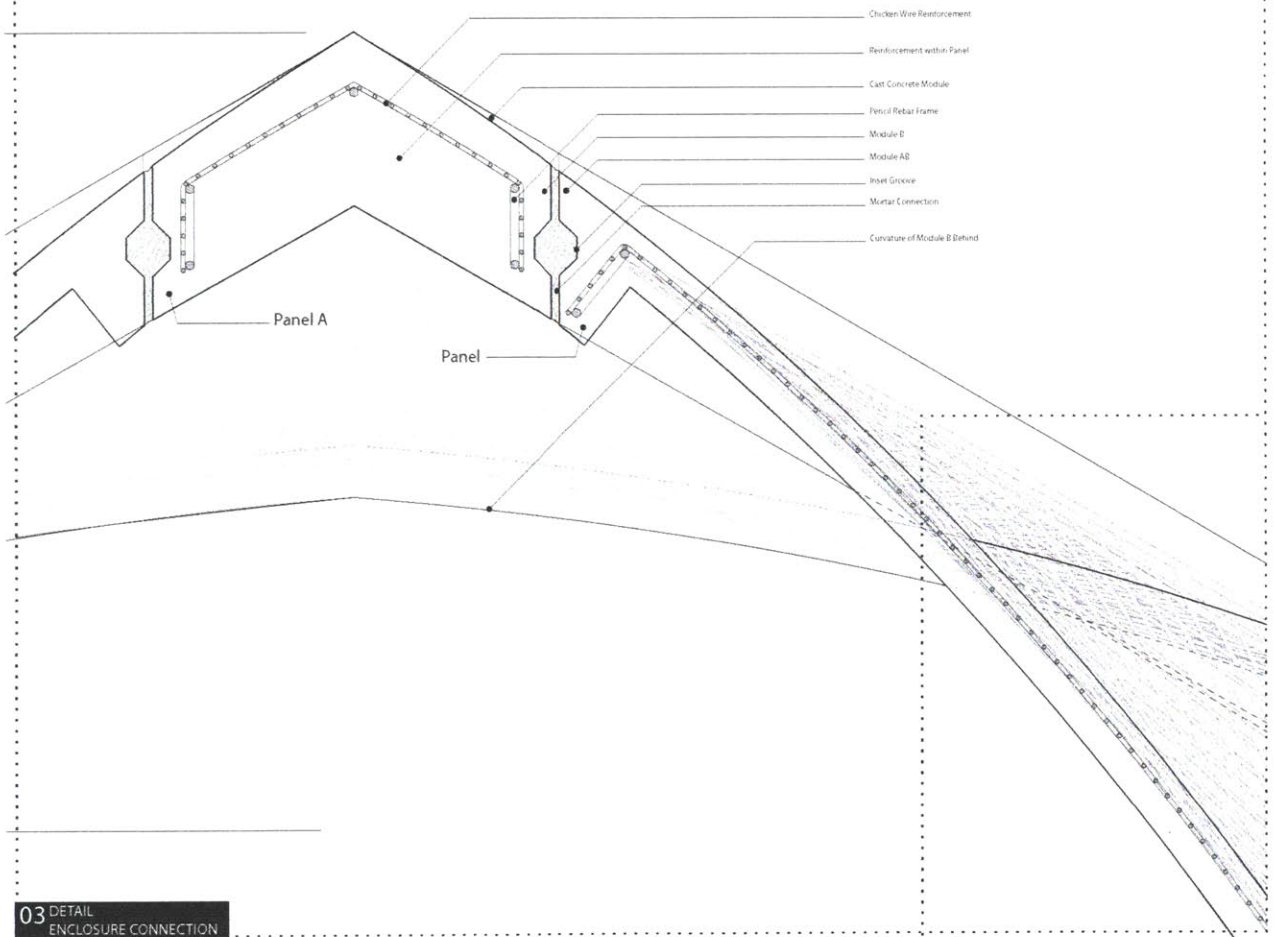 Chicken Wire Reinforcement
Reinforcement within Panel
Cast Concrete Module
Pencil Rebar Frame
Module B
Module AB
Inset Groove
Mortar Connection
Curvature of Module B Behind
Panel A
Panel
03 DETAIL
ENCLOSURE CONNECTION